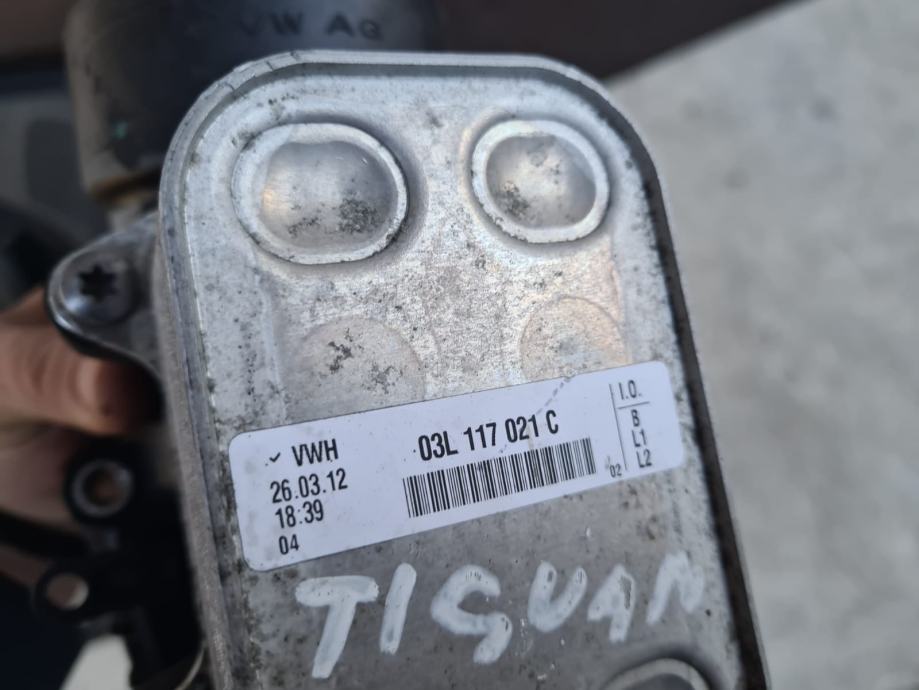 VW AG
✓ VWH
03L 117 021 C
26.03.12
18:39
04
I.O.
B
L1
L2
02
TIGUAN